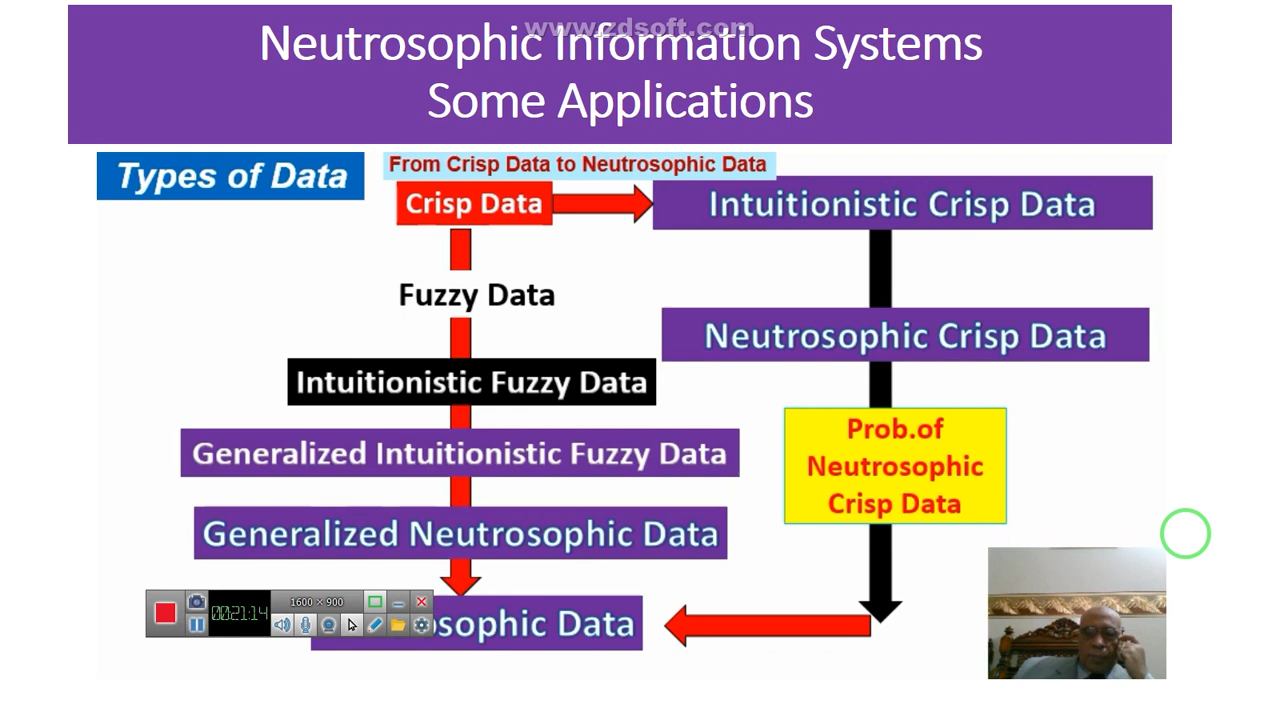 www.zdsoft.com
Neutrosophic Information Systems
Some Applications
Types of Data
From Crisp Data to Neutrosophic Data
Crisp Data
Intuitionistic Crisp Data
Fuzzy Data
Neutrosophic Crisp Data
Intuitionistic Fuzzy Data
Prob.of
Neutrosophic
Crisp Data
Generalized Intuitionistic Fuzzy Data
Generalized Neutrosophic Data
00:21:14
1600 × 900
osophic Data